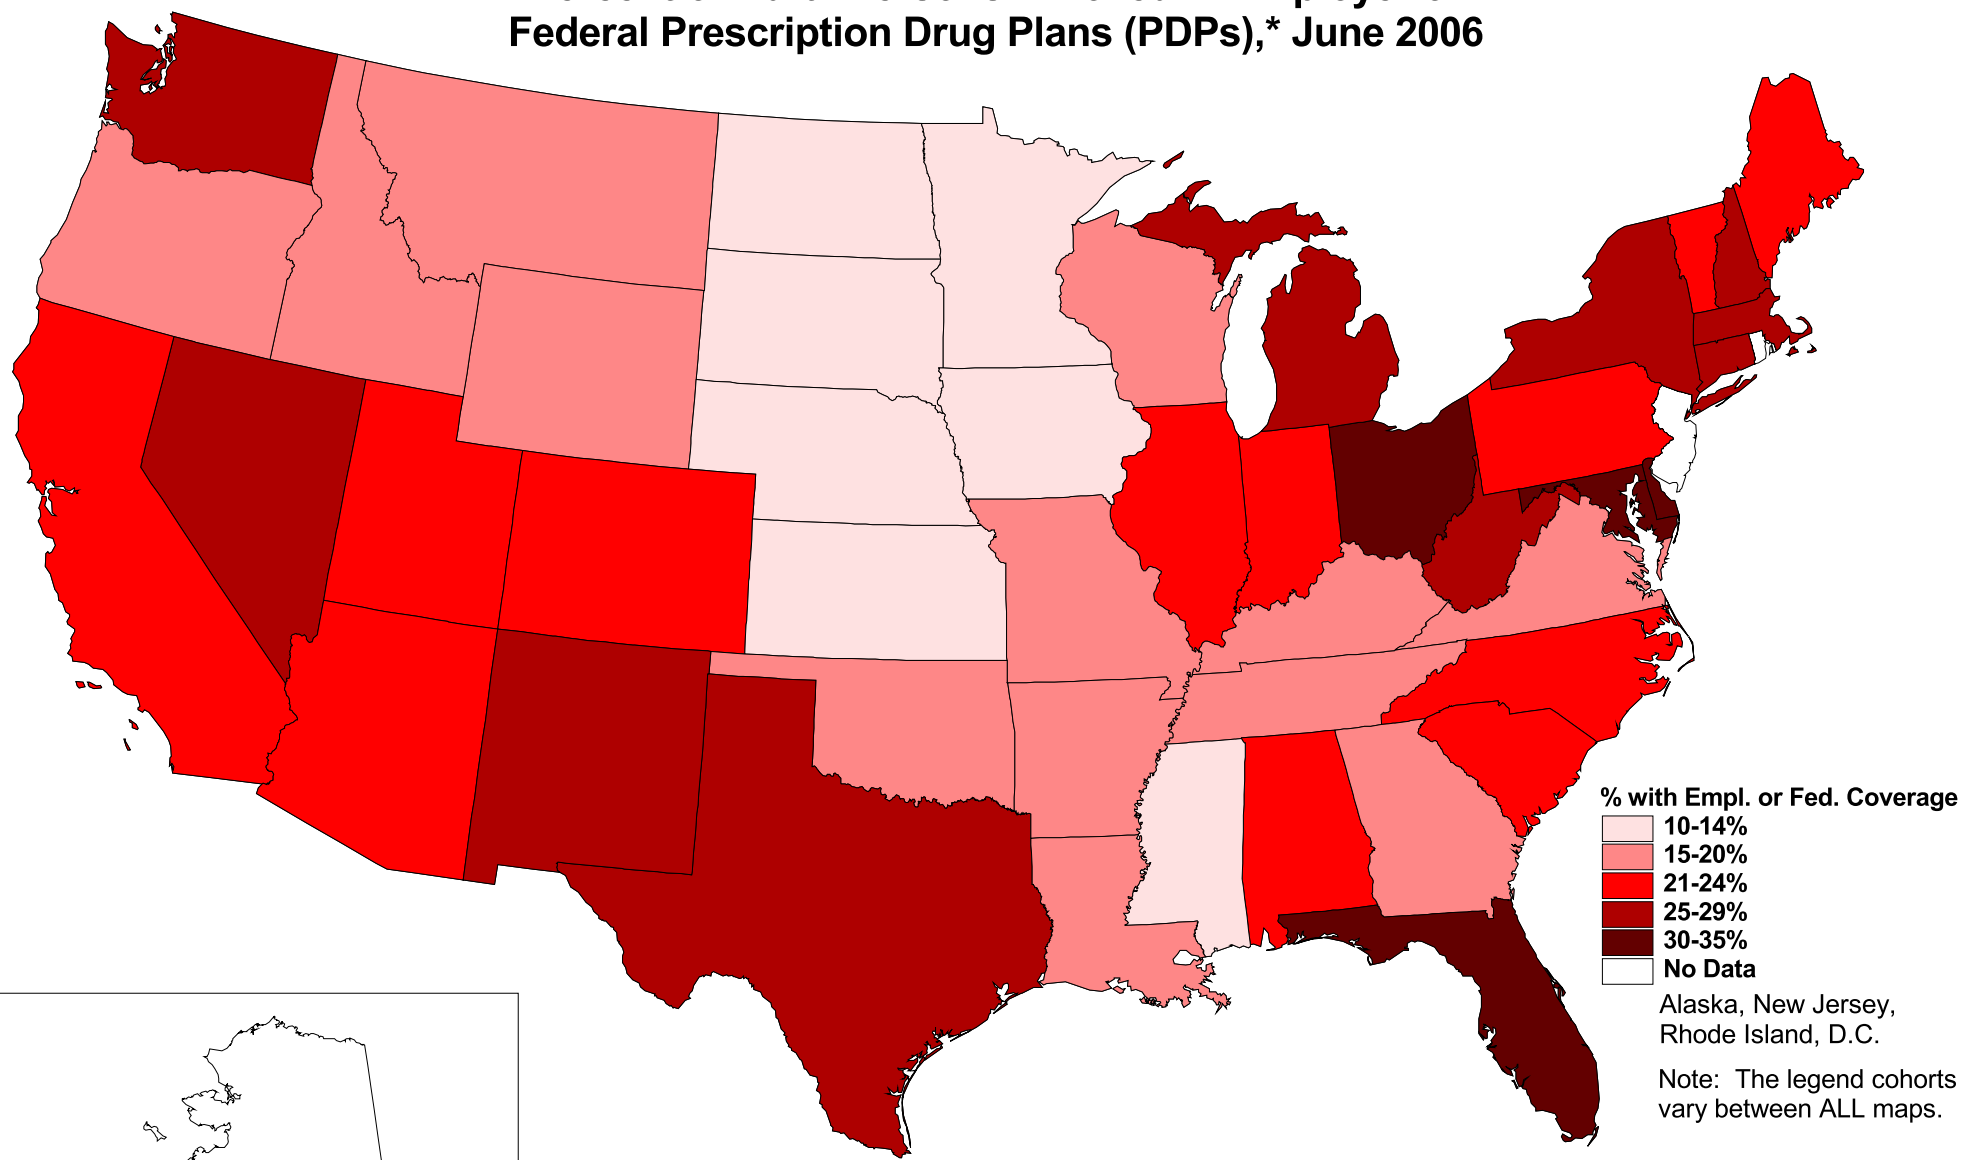 Federal Prescription Drug Plans (PDPs),* June 2006
% with Empl. or Fed. Coverage
10-14%
15-20%
21-24%
25-29%
30-35%
No Data
Alaska, New Jersey,
Rhode Island, D.C.
Note: The legend cohorts
vary between ALL maps.